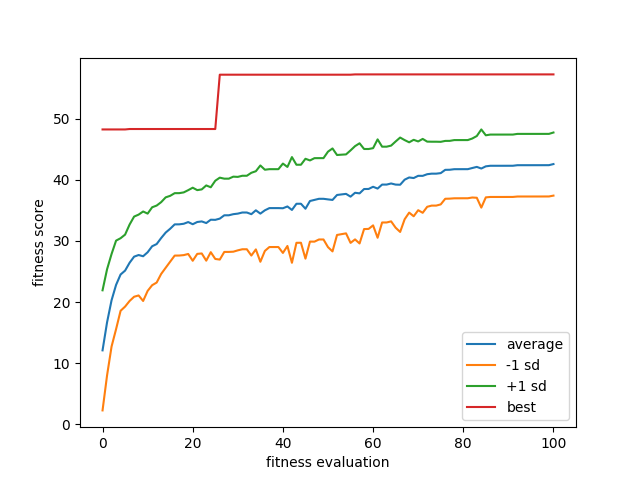 fitness score
50
40
30
20
10
0
0 20 40 60 80 100
fitness evaluation
average
-1 sd
+1 sd
best